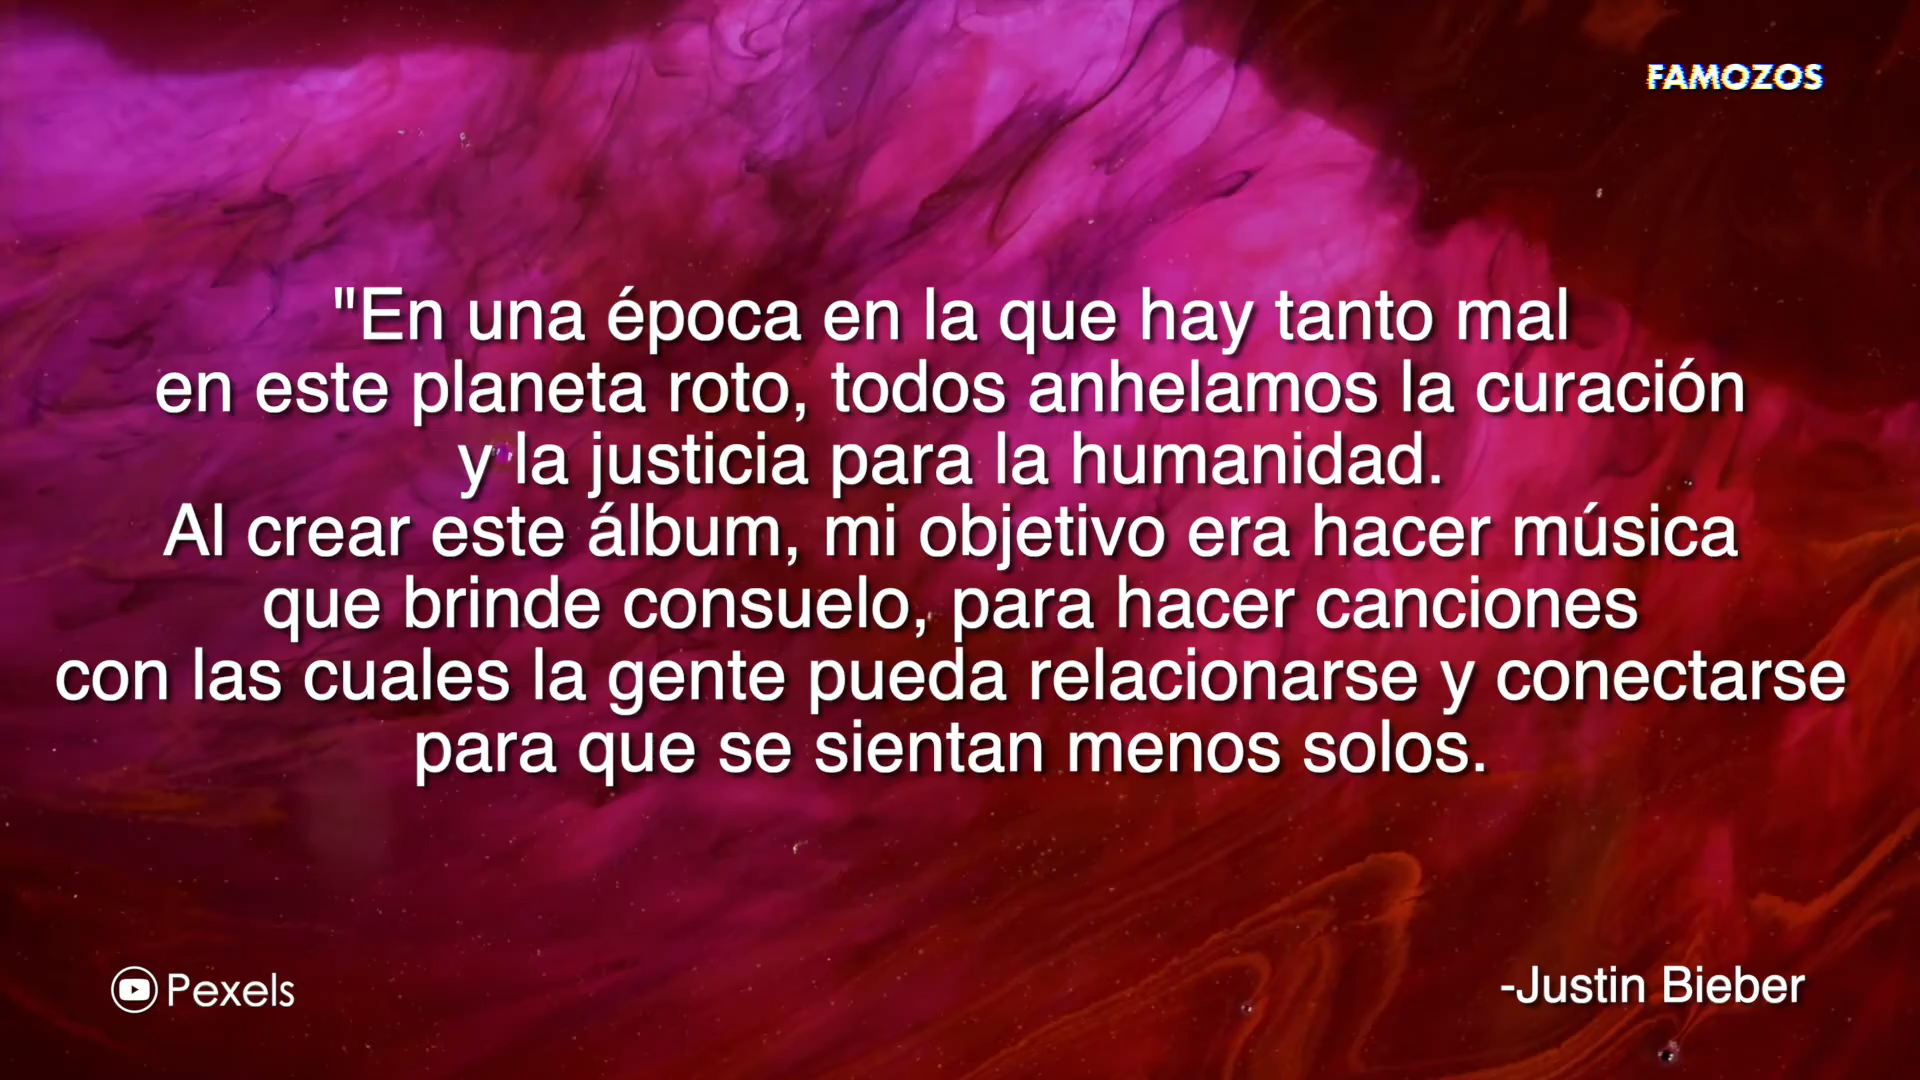 FAMOZOS
"En una época en la que hay tanto mal
en este planeta roto, todos anhelamos la curación
y la justicia para la humanidad.
Al crear este álbum, mi objetivo era hacer música
que brinde consuelo, para hacer canciones
con las cuales la gente pueda relacionarse y conectarse
para que se sientan menos solos.
Pexels
-Justin Bieber